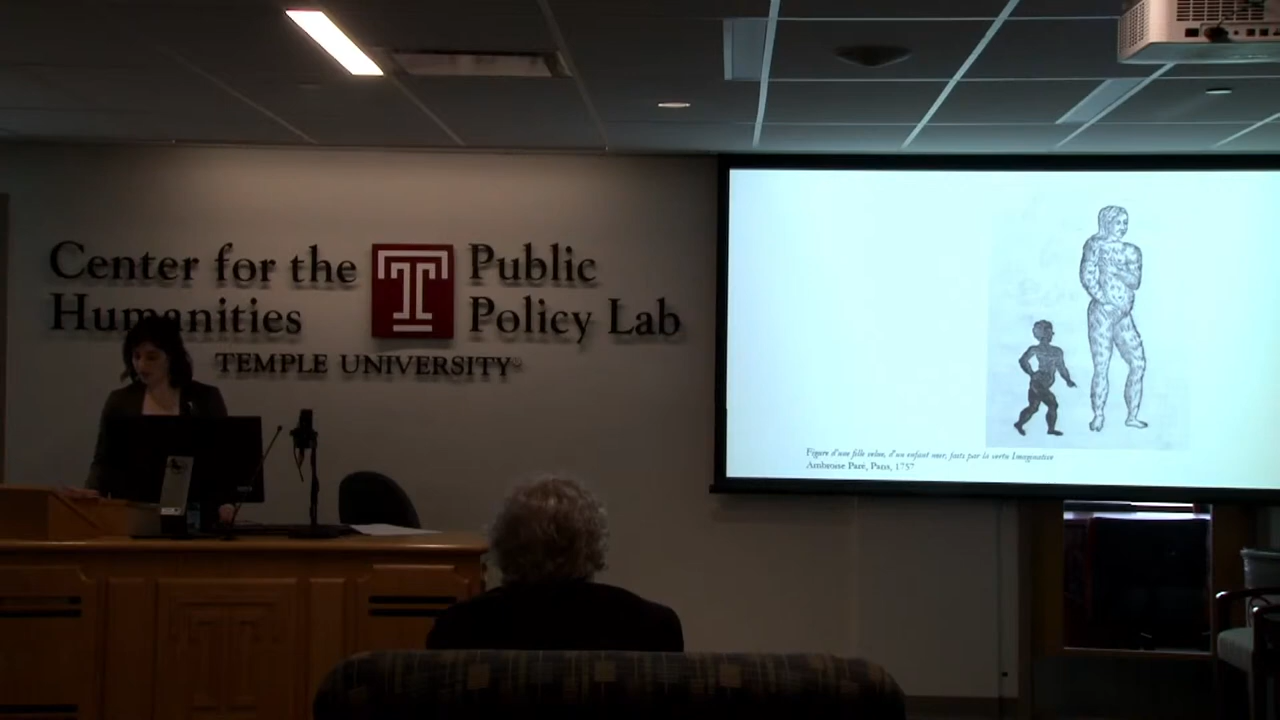 Center for the
Humanities
T
Public
Policy Lab
TEMPLE UNIVERSITY®
Figure d'une fille velue, d'un enfant noir, faits par la vertu Imaginative
Ambroise Paré, Paris, 1757